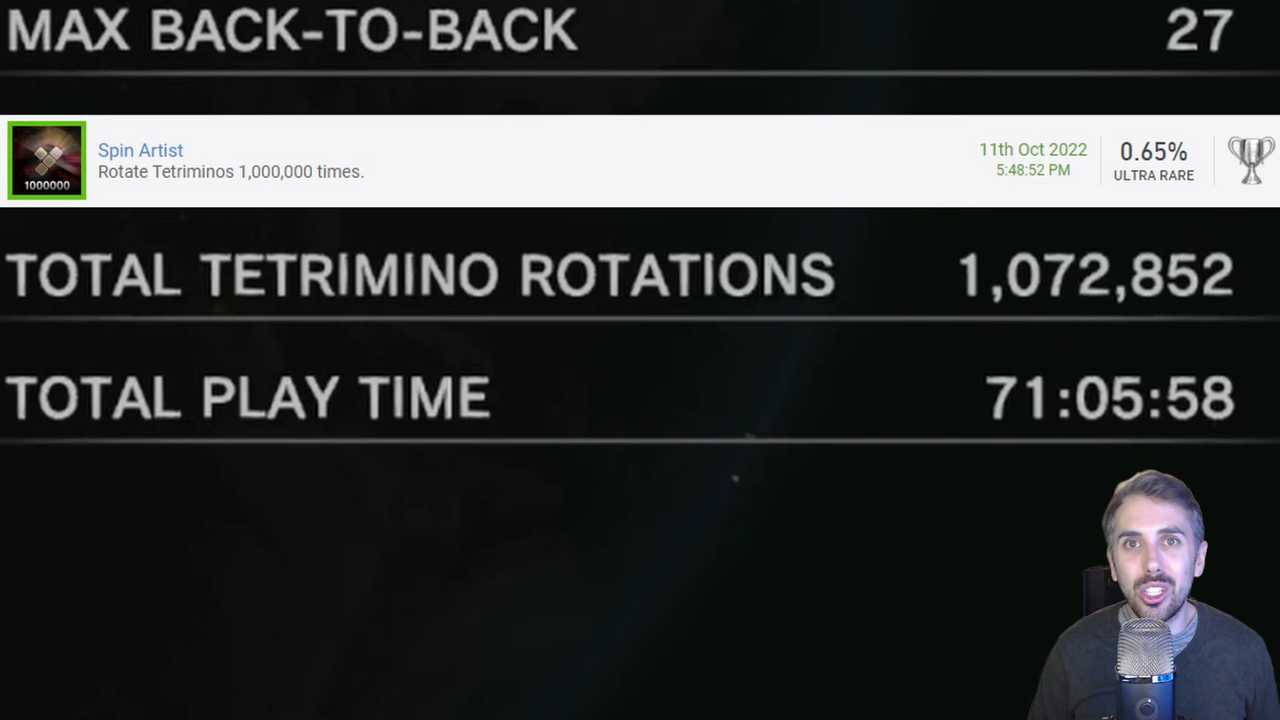 MAX BACK-TO-BACK 27
Spin Artist
Rotate Tetriminos 1,000,000 times.
1000000
11th Oct 2022
5:48:52 PM
0.65%
ULTRA RARE
TOTAL TETRIMINO ROTATIONS 1,072,852
TOTAL PLAY TIME 71:05:58